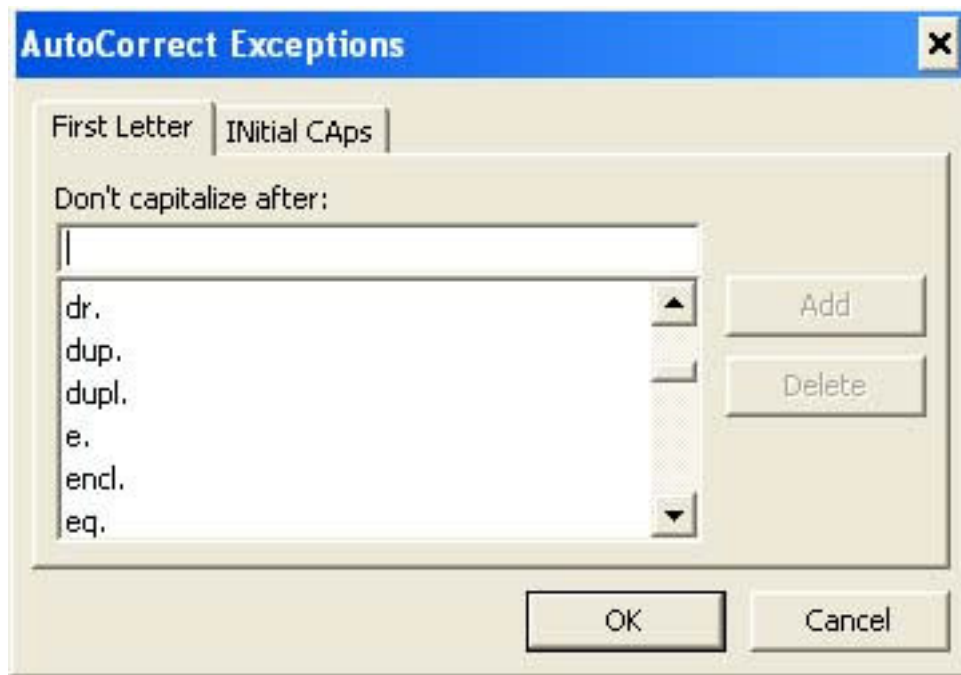 AutoCorrect Exceptions
First Letter
INitial CAps
Don't capitalize after:
dr.
Add
dup.
dupl.
Delete
e.
encl.
eq.
OK
Cancel